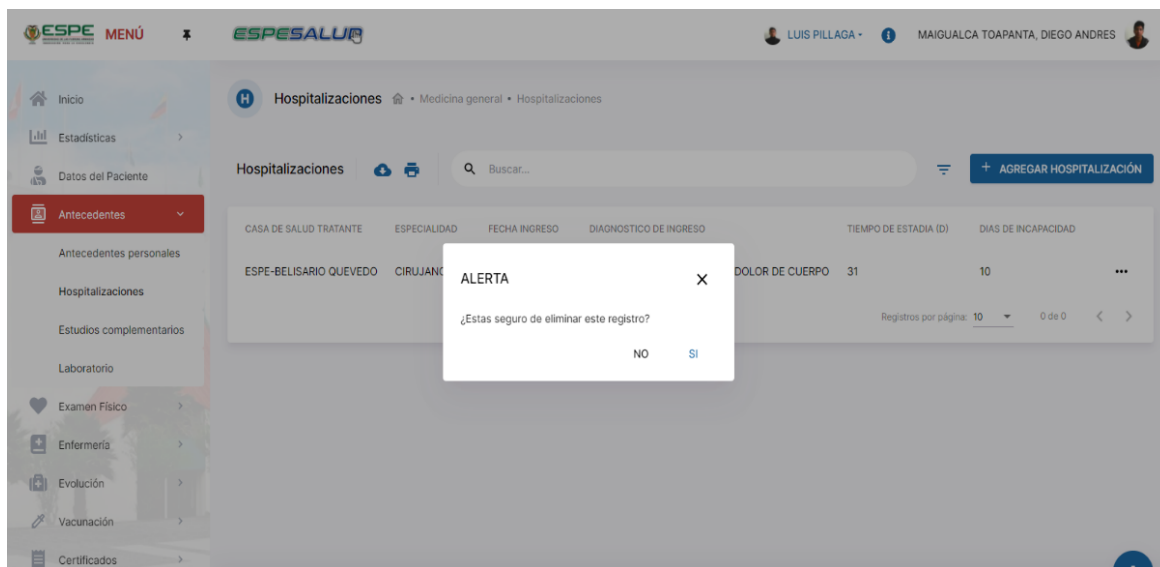 ESPE MENÚ
ESPESALUD
LUIS PILLAGA
MAIGUALCA TOAPANTA, DIEGO ANDRES
Inicio
Estadísticas
Datos del Paciente
Antecedentes
Antecedentes personales
Hospitalizaciones
Estudios complementarios
Laboratorio
Examen Físico
Enfermería
Evolución
Vacunación
Certificados
H Hospitalizaciones • Medicina general • Hospitalizaciones
Hospitalizaciones
Buscar...
+ AGREGAR HOSPITALIZACIÓN
CASA DE SALUD TRATANTE ESPECIALIDAD FECHA INGRESO DIAGNOSTICO DE INGRESO TIEMPO DE ESTADIA (D) DIAS DE INCAPACIDAD
ESPE-BELISARIO QUEVEDO CIRUJANO DOLOR DE CUERPO 31 10 •••
Registros por página: 10 0 de 0
ALERTA
¿Estas seguro de eliminar este registro?
NO SI